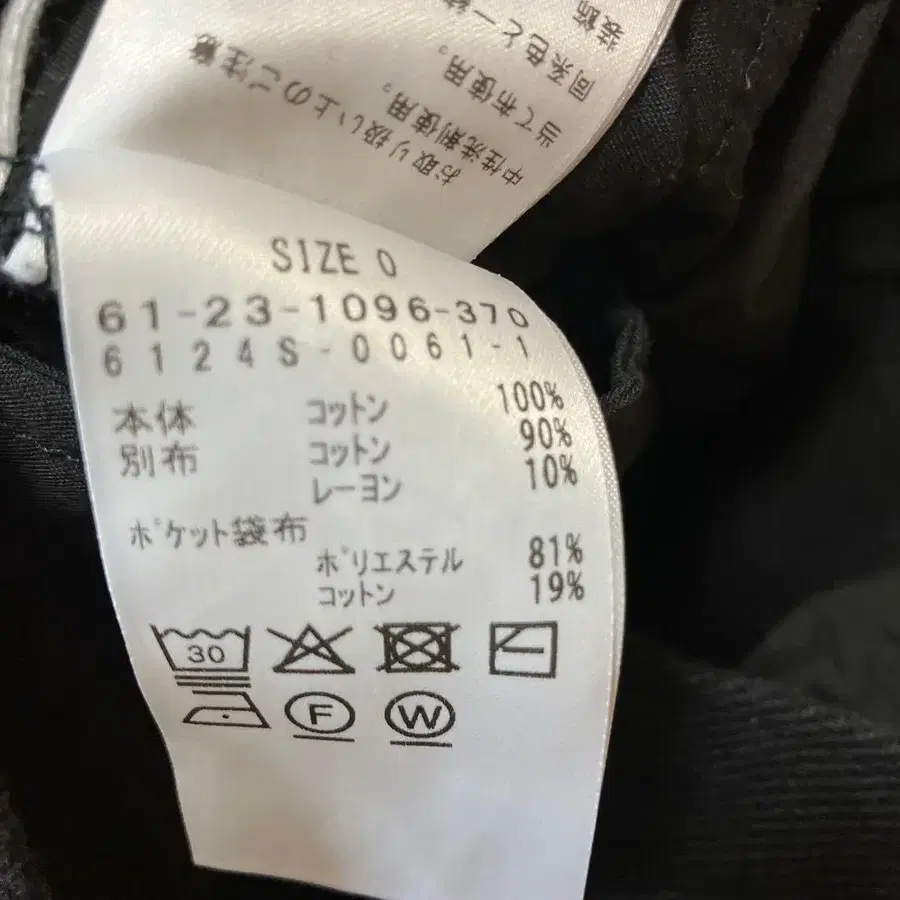 お取り扱い上のご注意
中性洗剤使用。
当て布使用。
同系色と一緒
装飾
SIZE 0
61-23-1096-370
6124S-0061-1
本体 コットン 100%
別布 コットン 90%
レーヨン 10%
ポケット袋布
ポリエステル 81%
コットン 19%
30
F
W